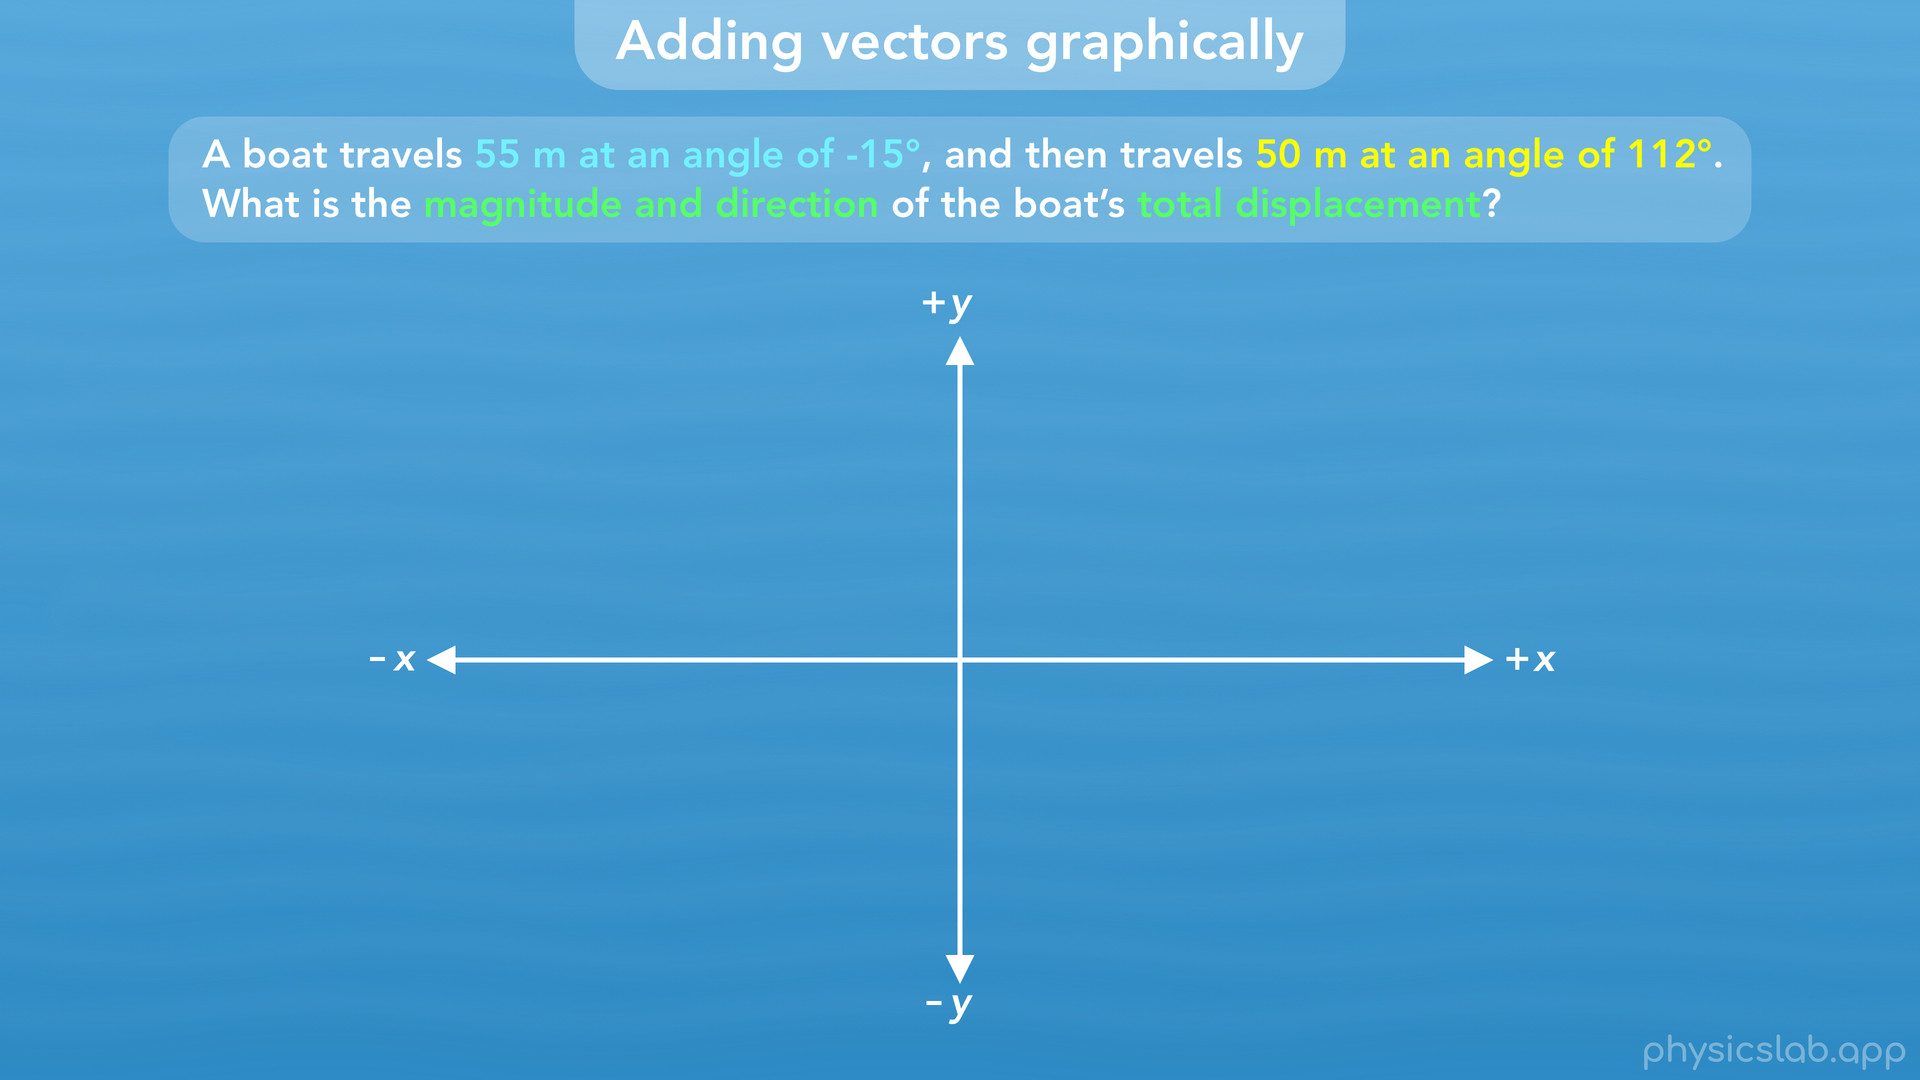 Adding vectors graphically
A boat travels 55 m at an angle of -15°, and then travels 50 m at an angle of 112°.
What is the magnitude and direction of the boat’s total displacement?
+y
– x
+x
– y
physicslab.app